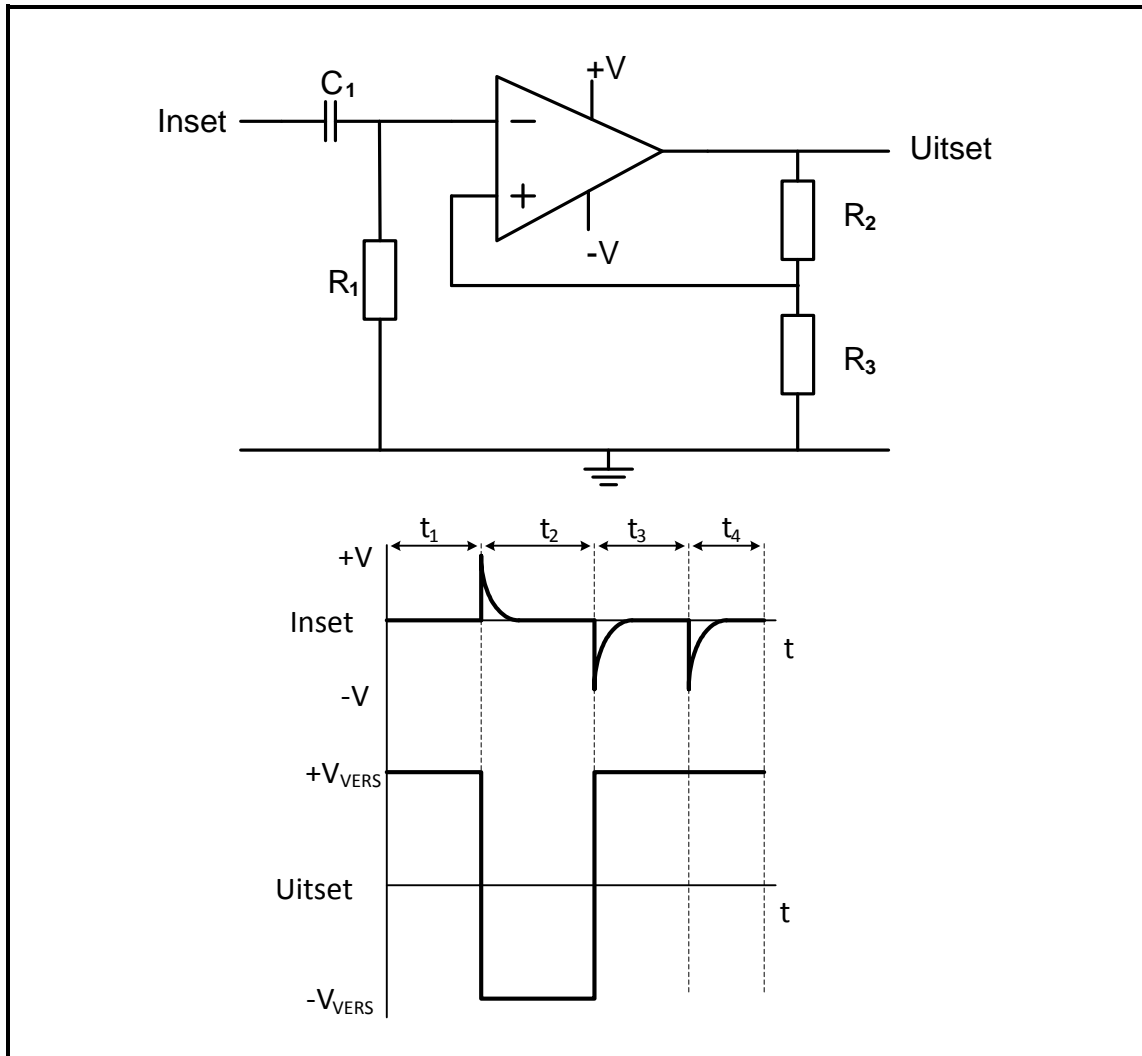 +V
C₁
Inset
−
Uitset
+
R₂
-V
R₁
R₃
t₁ t₂ t₃ t₄
+V
Inset
t
-V
+V_VERS
Uitset
t
-V_VERS